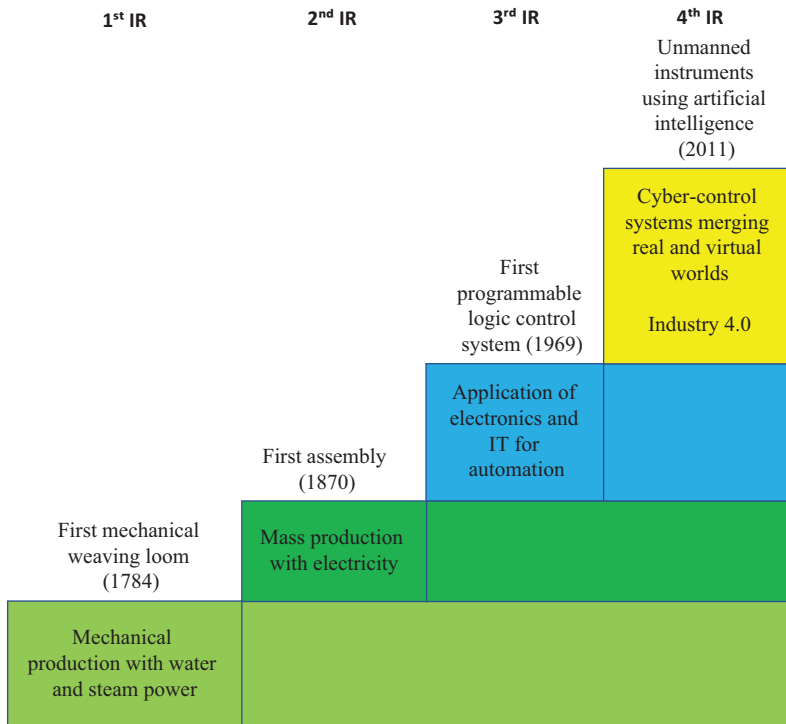 1st IR
2nd IR
3rd IR
4th IR
Unmanned
instruments
using artificial
intelligence
(2011)
Cyber-control
systems merging
real and virtual
worlds
Industry 4.0
First
programmable
logic control
system (1969)
Application of
electronics and
IT for
automation
First assembly
(1870)
Mass production
with electricity
First mechanical
weaving loom
(1784)
Mechanical
production with water
and steam power